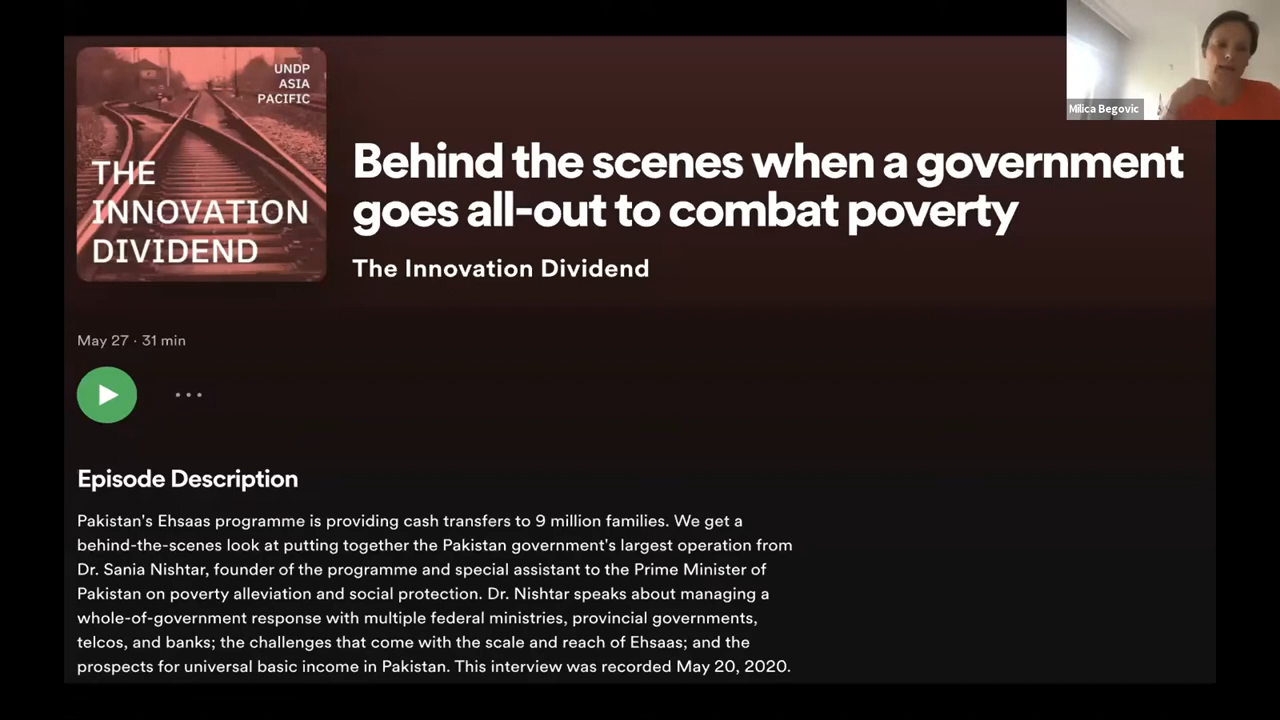 Milica Begovic
UNDP
ASIA
PACIFIC
THE
INNOVATION
DIVIDEND
Behind the scenes when a government
goes all-out to combat poverty
The Innovation Dividend
May 27 · 31 min
Episode Description
Pakistan's Ehsaas programme is providing cash transfers to 9 million families. We get a
behind-the-scenes look at putting together the Pakistan government's largest operation from
Dr. Sania Nishtar, founder of the programme and special assistant to the Prime Minister of
Pakistan on poverty alleviation and social protection. Dr. Nishtar speaks about managing a
whole-of-government response with multiple federal ministries, provincial governments,
telcos, and banks; the challenges that come with the scale and reach of Ehsaas; and the
prospects for universal basic income in Pakistan. This interview was recorded May 20, 2020.